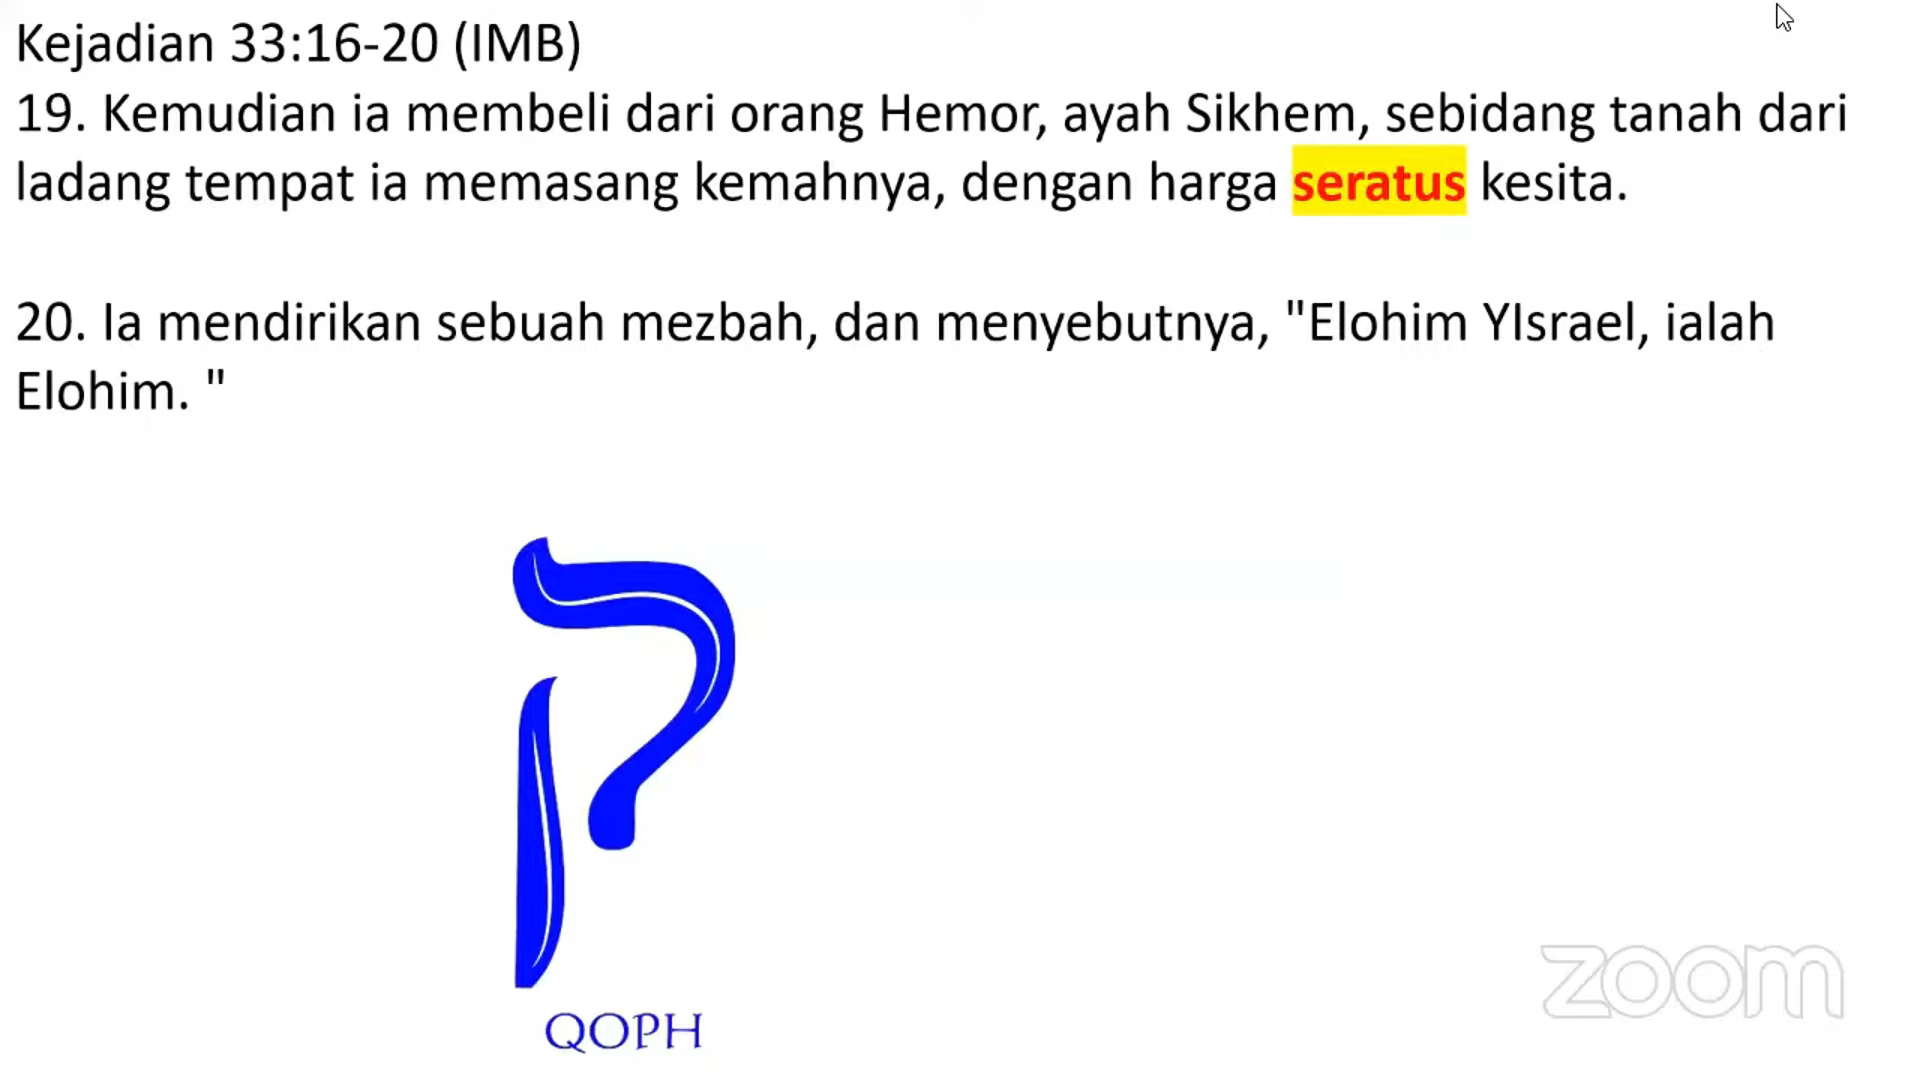 Kejadian 33:16-20 (IMB)
19. Kemudian ia membeli dari orang Hemor, ayah Sikhem, sebidang tanah dari
ladang tempat ia memasang kemahnya, dengan harga seratus kesita.
20. Ia mendirikan sebuah mezbah, dan menyebutnya, "Elohim YIsrael, ialah
Elohim. "
ק
QOPH
zoom